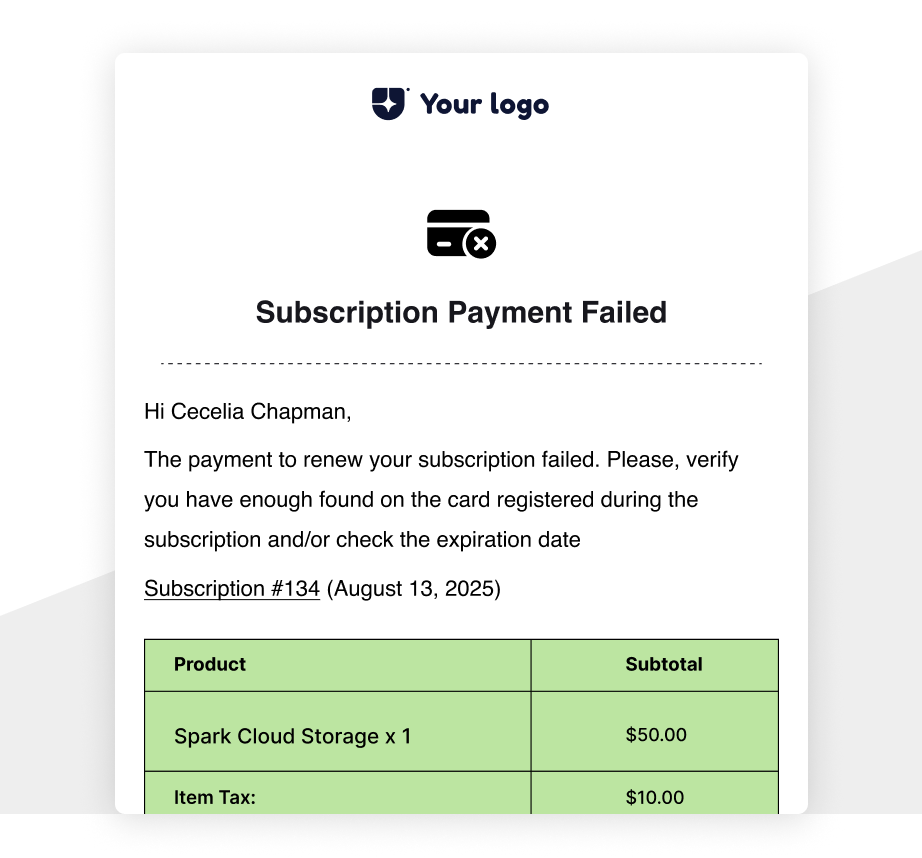 Your logo
Subscription Payment Failed
Hi Cecelia Chapman,
The payment to renew your subscription failed. Please, verify
you have enough found on the card registered during the
subscription and/or check the expiration date
Subscription #134 (August 13, 2025)
Product Subtotal
Spark Cloud Storage x 1 $50.00
Item Tax: $10.00